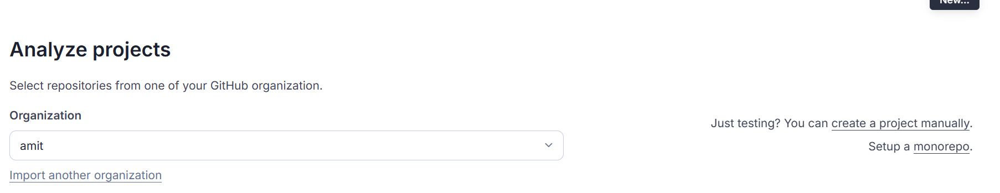 New...
Analyze projects
Select repositories from one of your GitHub organization.
Organization
amit
Import another organization
Just testing? You can create a project manually.
Setup a monorepo.